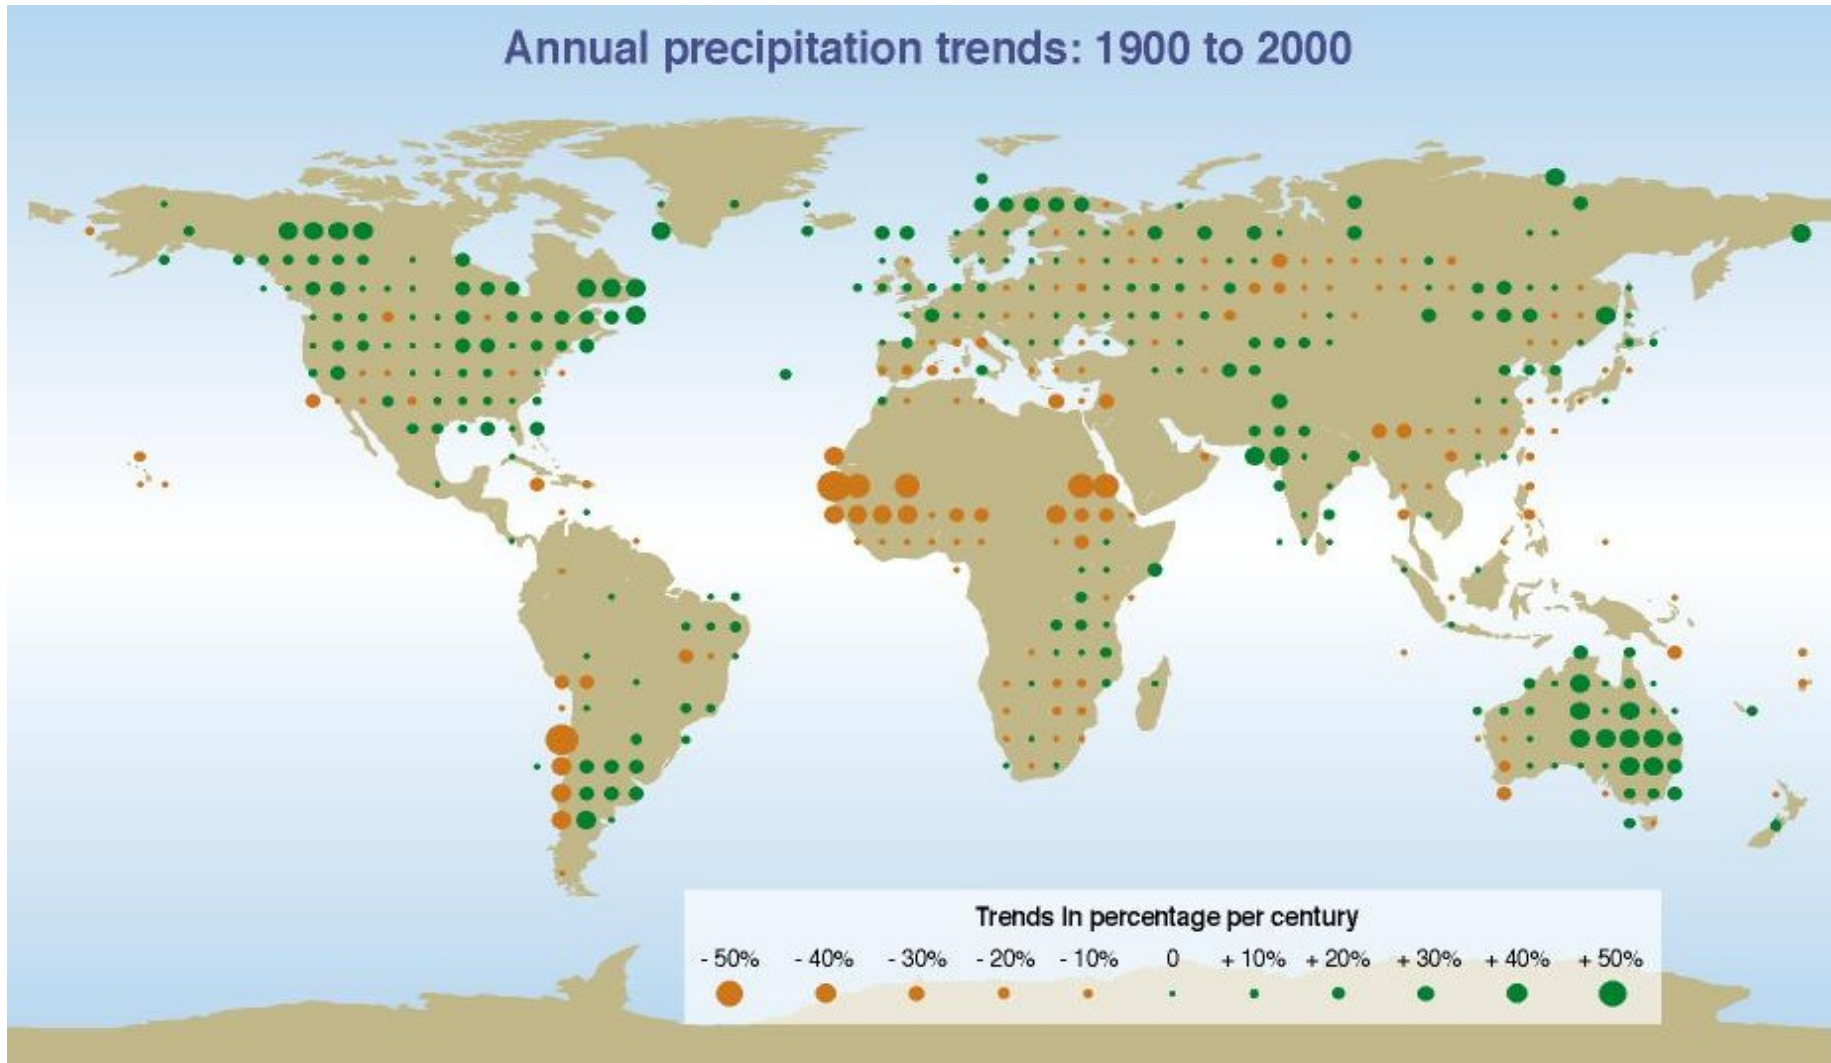 Annual precipitation trends: 1900 to 2000
Trends In percentage per century
- 50% - 40% - 30% - 20% - 10% 0 + 10% + 20% + 30% + 40% + 50%